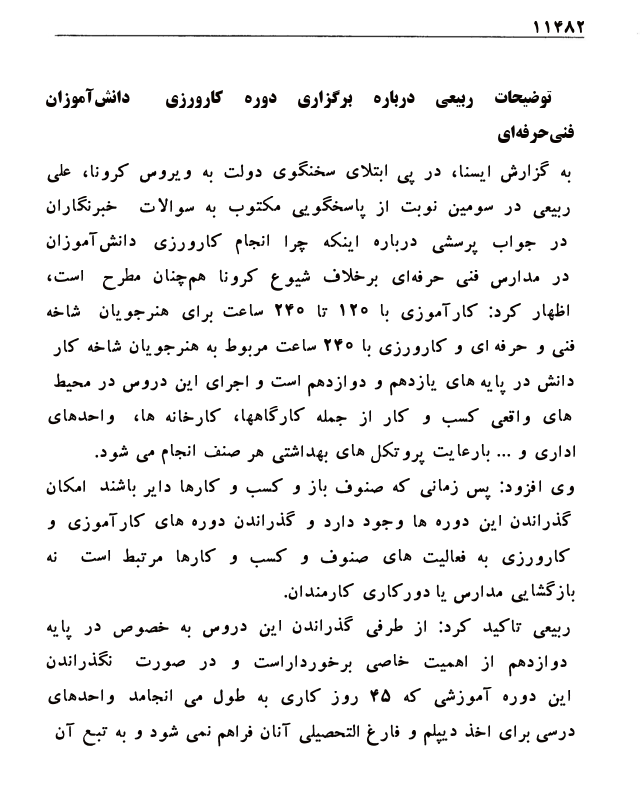 ۱۱۴۸۲
توضیحات ربیعی درباره برگزاری دوره کارورزی دانش‌آموزان
فنی‌حرفه‌ای
به گزارش ایسنا، در پی ابتلای سخنگوی دولت به ویروس کرونا، علی
ربیعی در سومین نوبت از پاسخگویی مکتوب به سوالات خبرنگاران
در جواب پرسشی درباره اینکه چرا انجام کارورزی دانش‌آموزان
در مدارس فنی حرفه‌ای برخلاف شیوع کرونا هم‌چنان مطرح است،
اظهار کرد: کارآموزی با ۱۲۰ تا ۲۴۰ ساعت برای هنرجویان شاخه
فنی و حرفه ای و کارورزی با ۲۴۰ ساعت مربوط به هنرجویان شاخه کار
دانش در پایه های یازدهم و دوازدهم است و اجرای این دروس در محیط
های واقعی کسب و کار از جمله کارگاهها، کارخانه ها، واحدهای
اداری و ... بارعایت پروتکل های بهداشتی هر صنف انجام می شود.
وی افزود: پس زمانی که صنوف باز و کسب و کارها دایر باشند امکان
گذراندن این دوره ها وجود دارد و گذراندن دوره های کارآموزی و
کارورزی به فعالیت های صنوف و کسب و کارها مرتبط است نه
بازگشایی مدارس یا دورکاری کارمندان.
ربیعی تاکید کرد: از طرفی گذراندن این دروس به خصوص در پایه
دوازدهم از اهمیت خاصی برخورداراست و در صورت نگذراندن
این دوره آموزشی که ۴۵ روز کاری به طول می انجامد واحدهای
درسی برای اخذ دیپلم و فارغ التحصیلی آنان فراهم نمی شود و به تبع آن